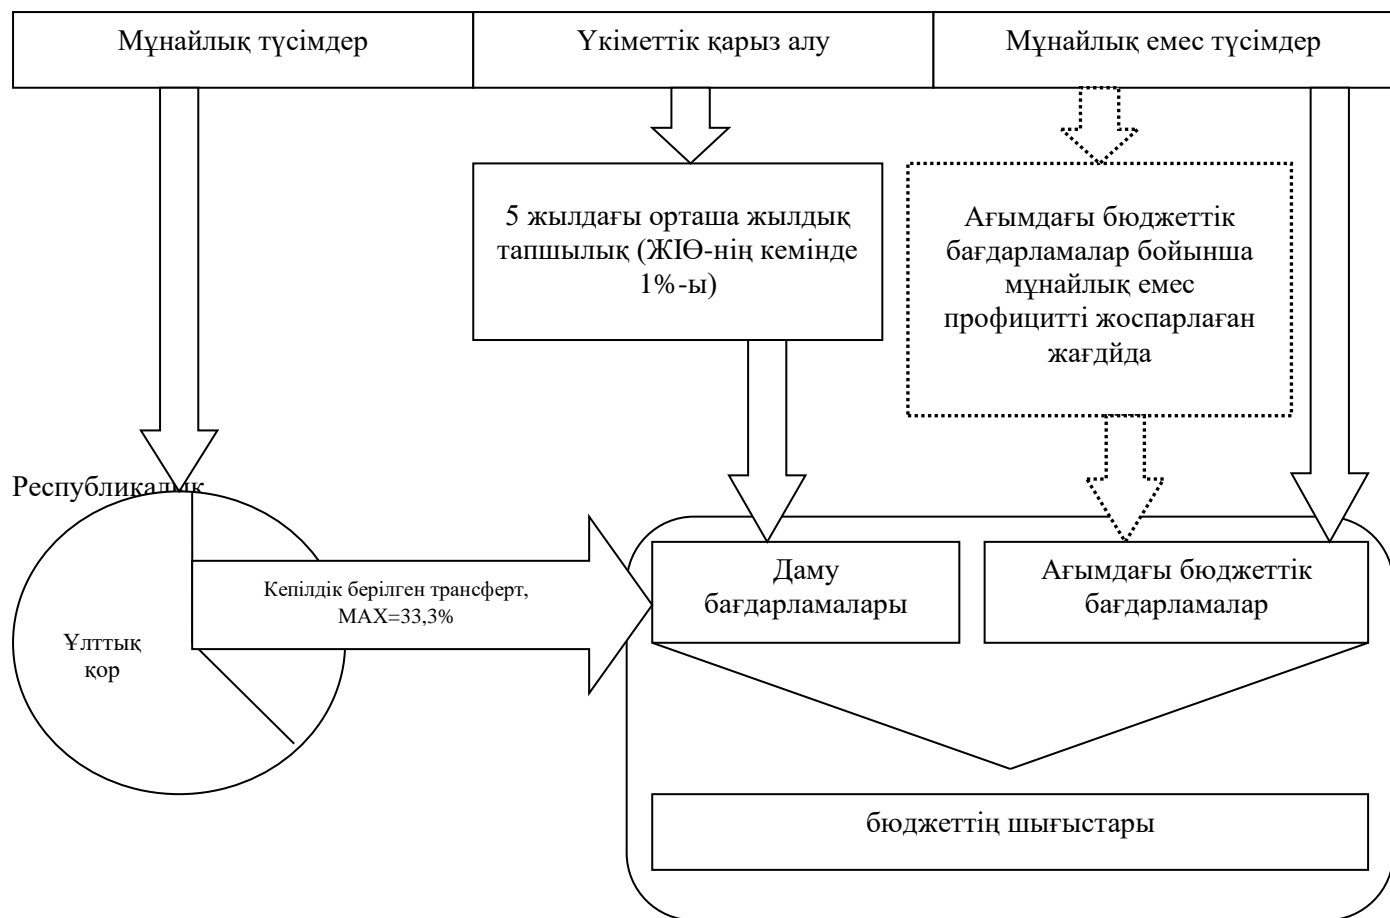 Мұнайлық түсімдер
Үкіметтік қарыз алу
Мұнайлық емес түсімдер
5 жылдағы орташа жылдық
тапшылық (ЖІӨ-нің кемінде
1%-ы)
Ағымдағы бюджеттік
бағдарламалар бойынша
мұнайлық емес
профицитті жоспарлаған
жағдйда
Республикалық
Кепілдік берілген трансферт,
MAX=33,3%
Ұлттық
қор
Даму
бағдарламалары
Ағымдағы бюджеттік
бағдарламалар
бюджеттің шығыстары